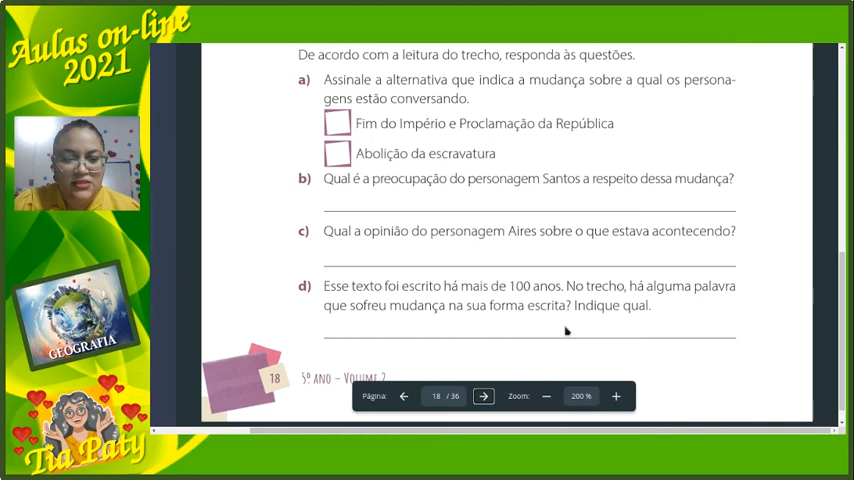 Aulas on-line
2021
De acordo com a leitura do trecho, responda às questões.
a) Assinale a alternativa que indica a mudança sobre a qual os persona-
gens estão conversando.
Fim do Império e Proclamação da República
Abolição da escravatura
b) Qual é a preocupação do personagem Santos a respeito dessa mudança?
c) Qual a opinião do personagem Aires sobre o que estava acontecendo?
d) Esse texto foi escrito há mais de 100 anos. No trecho, há alguma palavra
que sofreu mudança na sua forma escrita? Indique qual.
GEOGRAFIA
18 5º ano – Volume 2
Página: 18 / 36 Zoom: 200 %
Tia Paty